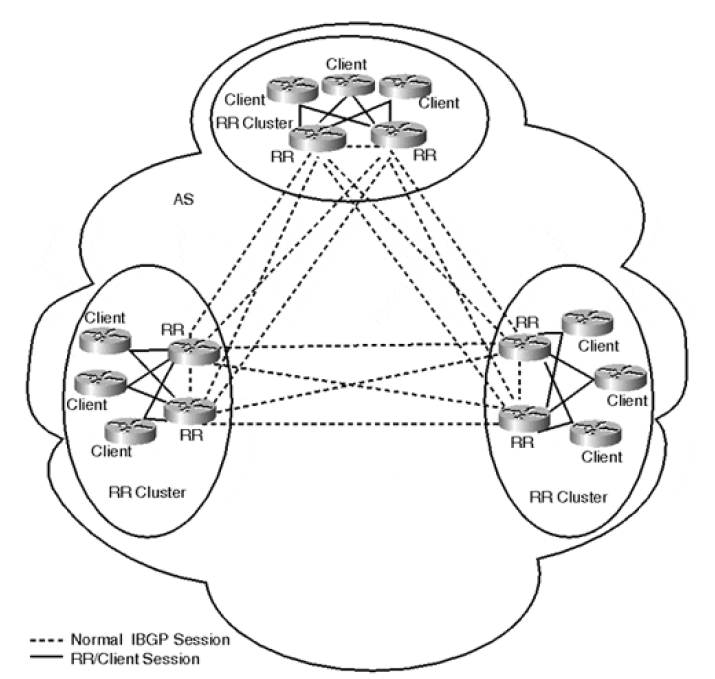 Client
Client
Client
RR Cluster
RR
RR
AS
Client
RR
Client
RR
Client
RR Cluster
RR
Client
Client
RR
Client
RR Cluster
Normal IBGP Session
RR/Client Session